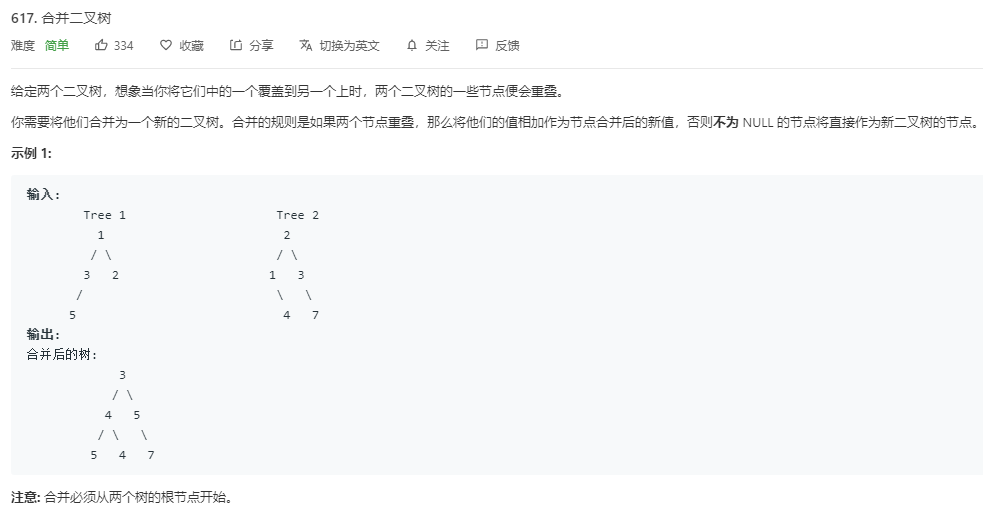 617. 合并二叉树
难度 简单 334 收藏 分享 切换为英文 关注 反馈
给定两个二叉树，想象当你将它们中的一个覆盖到另一个上时，两个二叉树的一些节点便会重叠。
你需要将他们合并为一个新的二叉树。合并的规则是如果两个节点重叠，那么将他们的值相加作为节点合并后的新值，否则不为 NULL 的节点将直接作为新二叉树的节点。
示例 1:
输入:
Tree 1 Tree 2
1 2
/ \ / \
3 2 1 3
/ \ \
5 4 7
输出:
合并后的树:
3
/ \
4 5
/ \ \
5 4 7
注意: 合并必须从两个树的根节点开始。